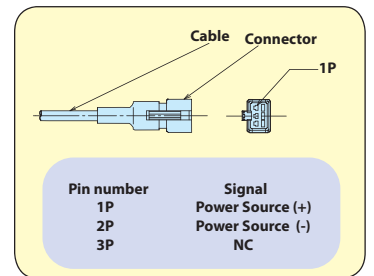 Cable
Connector
1P
Pin number Signal
1P Power Source (+)
2P Power Source (-)
3P NC